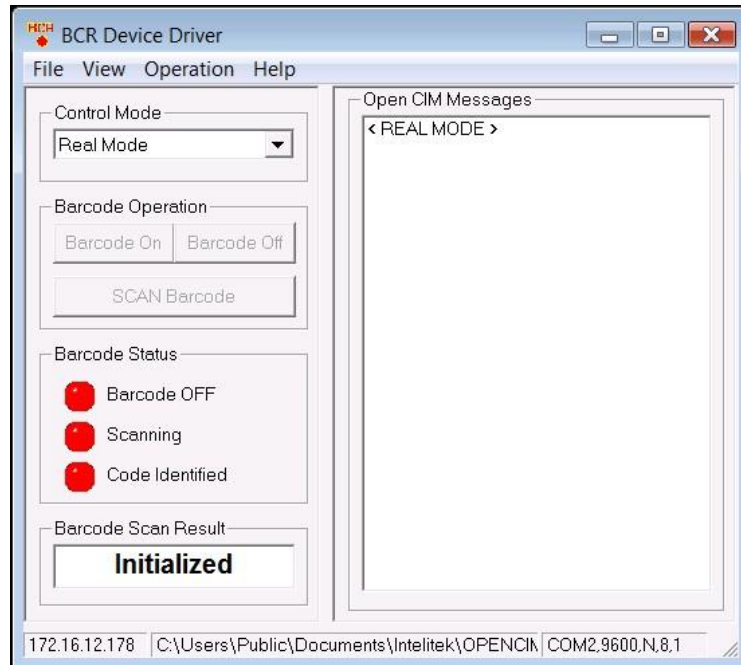 BCR Device Driver
File View Operation Help
Control Mode
Real Mode
Barcode Operation
Barcode On Barcode Off
SCAN Barcode
Barcode Status
Barcode OFF
Scanning
Code Identified
Barcode Scan Result
Initialized
Open CIM Messages
< REAL MODE >
172.16.12.178 C:\Users\Public\Documents\Intelitek\OPENCIM COM2,9600,N,8,1